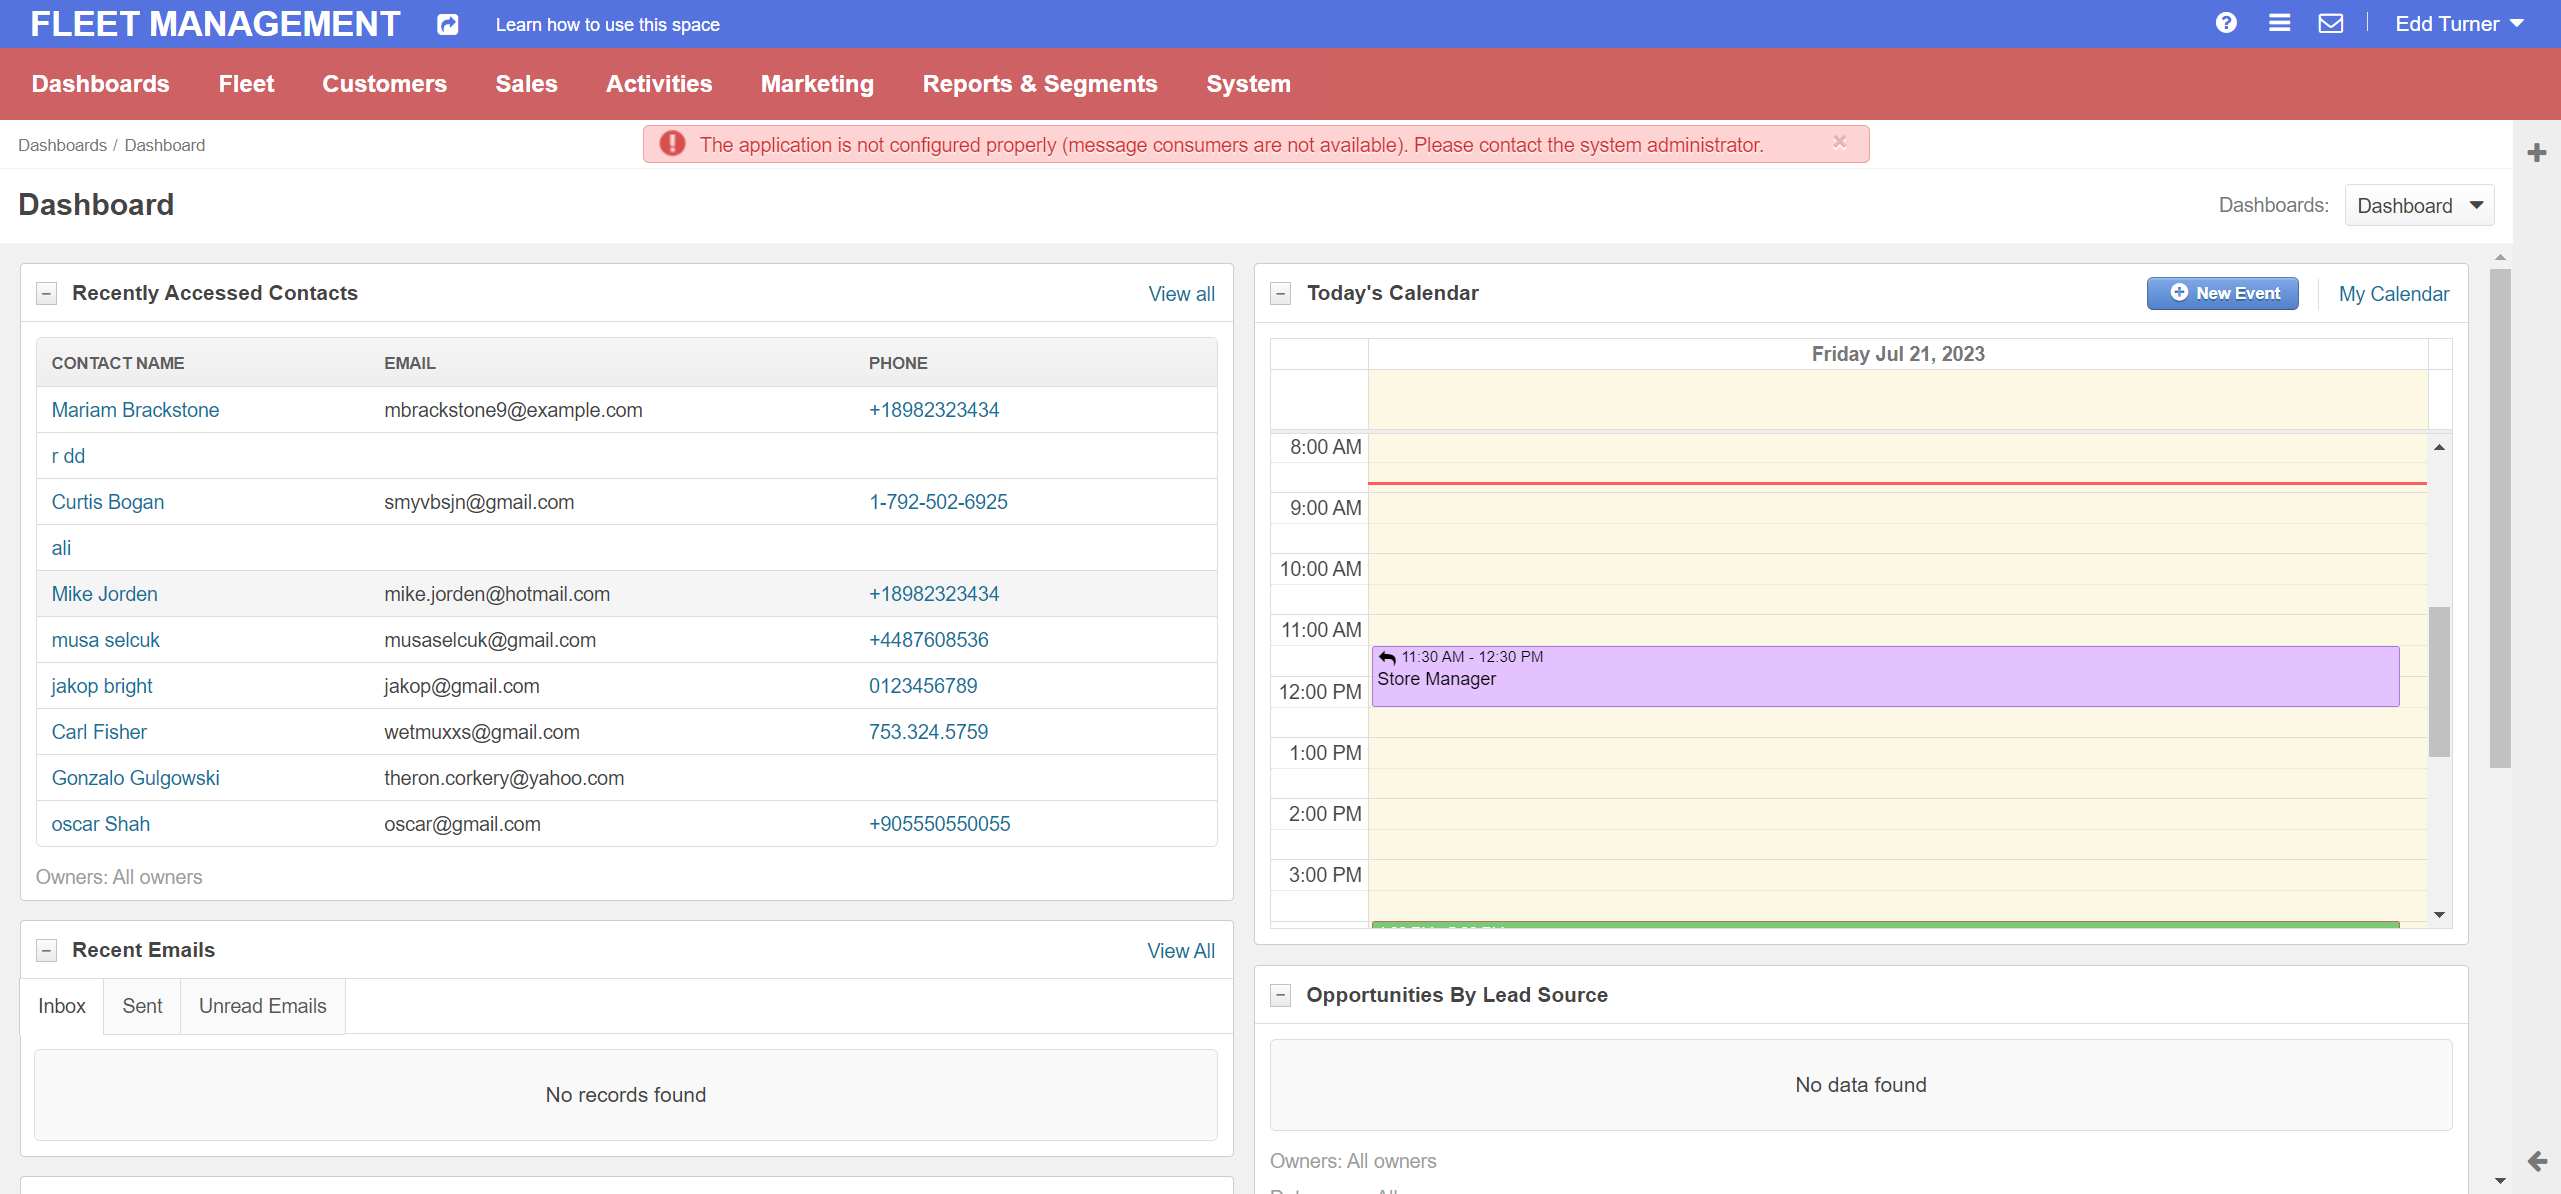 FLEET MANAGEMENT
Learn how to use this space
Edd Turner
Dashboards Fleet Customers Sales Activities Marketing Reports & Segments System
Dashboards / Dashboard
The application is not configured properly (message consumers are not available). Please contact the system administrator.
Dashboard
Dashboards: Dashboard
Recently Accessed Contacts
View all
CONTACT NAME EMAIL PHONE
Mariam Brackstone mbrackstone9@example.com +18982323434
r dd
Curtis Bogan smyvbsjn@gmail.com 1-792-502-6925
ali
Mike Jorden mike.jorden@hotmail.com +18982323434
musa selcuk musaselcuk@gmail.com +4487608536
jakop bright jakop@gmail.com 0123456789
Carl Fisher wetmuxxs@gmail.com 753.324.5759
Gonzalo Gulgowski theron.corkery@yahoo.com
oscar Shah oscar@gmail.com +905550550055
Owners: All owners
Recent Emails
View All
Inbox Sent Unread Emails
No records found
Today's Calendar
New Event
My Calendar
Friday Jul 21, 2023
8:00 AM
9:00 AM
10:00 AM
11:00 AM
11:30 AM - 12:30 PM
Store Manager
12:00 PM
1:00 PM
2:00 PM
3:00 PM
Opportunities By Lead Source
No data found
Owners: All owners